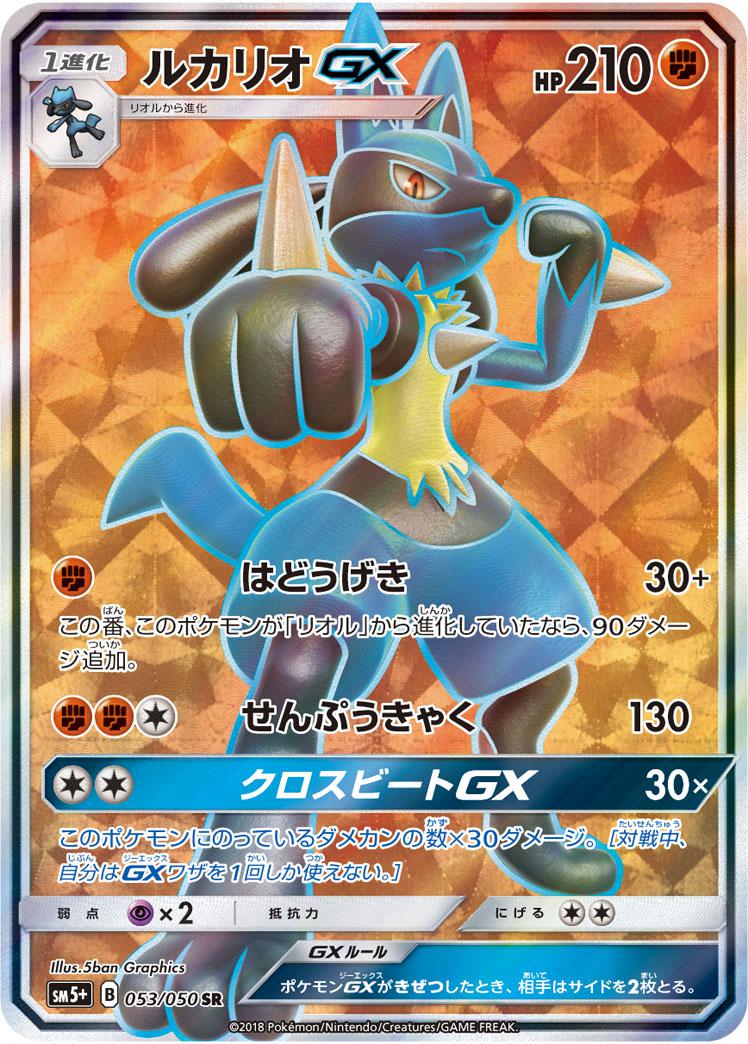 1進化
ルカリオGX
HP210
リオルから進化
はどうげき 30+
この番、このポケモンが「リオル」から進化していたなら、90ダメー
ジ追加。
せんぷうきゃく 130
クロスビートGX 30×
このポケモンにのっているダメカンの数×30ダメージ。[対戦中、
自分はGXワザを1回しか使えない。]
弱点 ×2 抵抗力 にげる
GXルール
ポケモンGXがきぜつしたとき、相手はサイドを2枚とる。
Illus.5ban Graphics
SM5+ B 053/050 SR
©2018 Pokémon/Nintendo/Creatures/GAME FREAK.